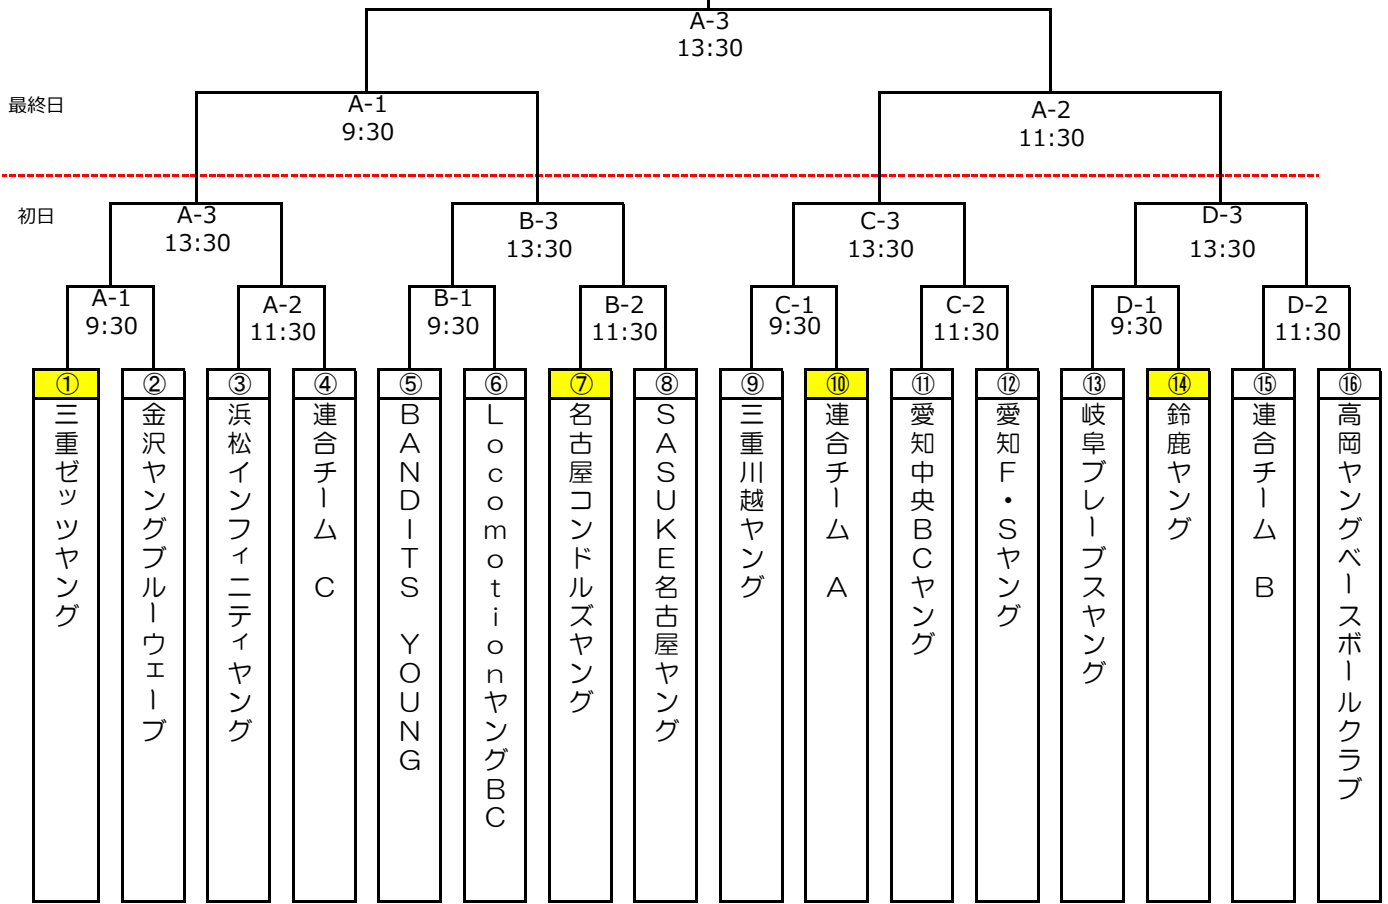 A-3
13:30
最終日
A-1
9:30
A-2
11:30
初日
A-3
13:30
B-3
13:30
C-3
13:30
D-3
13:30
A-1
9:30
A-2
11:30
B-1
9:30
B-2
11:30
C-1
9:30
C-2
11:30
D-1
9:30
D-2
11:30
①
三重ゼッツヤング
②
金沢ヤングブルーウェーブ
③
浜松インフィニティヤング
④
連合チーム　C
⑤
BANDITS　YOUNG
⑥
LocomotionヤングBC
⑦
名古屋コンドルズヤング
⑧
SASUKE名古屋ヤング
⑨
三重川越ヤング
⑩
連合チーム　A
⑪
愛知中央BCヤング
⑫
愛知F・Sヤング
⑬
岐阜ブレーブスヤング
⑭
鈴鹿ヤング
⑮
連合チーム　B
⑯
高岡ヤングベースボールクラブ